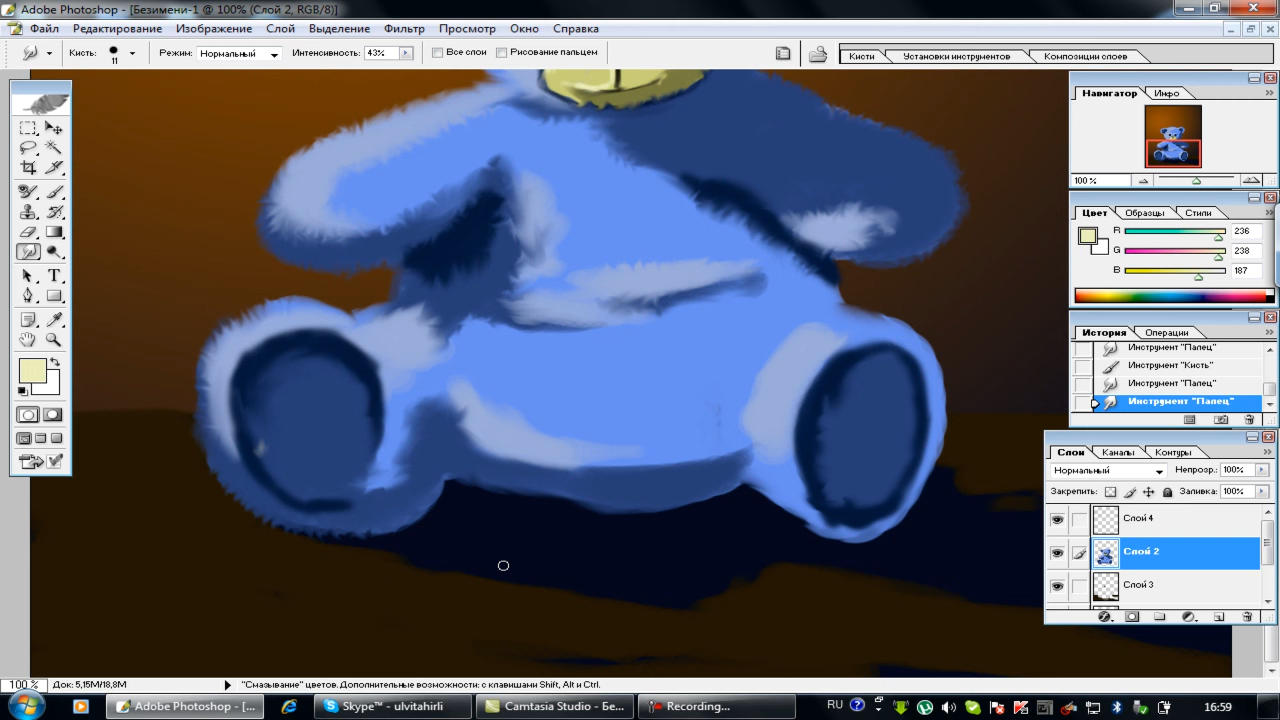 Adobe Photoshop - [Безимени-1 @ 100% (Слой 2, RGB/8)]
Файл Редактирование Изображение Слой Выделение Фильтр Просмотр Окно Справка
Кисть: 11 Режим: Нормальный Интенсивность: 43% Все слои Рисование пальцем Кисти Установки инструментов Композиции слоев
Навигатор Инфо
100 %
Цвет Образцы Стили
R 236
G 238
B 187
История Операции
Инструмент "Палец"
Инструмент "Кисть"
Инструмент "Палец"
Инструмент "Палец"
Слои Каналы Контуры
Нормальный Непрозр.: 100%
Закрепить: Заливка: 100%
Слой 4
Слой 2
Слой 3
100 % Док: 5,15M/18,8M "Смазывание" цветов. Дополнительные возможности: с клавишами Shift, Alt и Ctrl.
Adobe Photoshop - [... Skype™ - ulvitahirli Camtasia Studio - Бе... Recording... RU 16:59